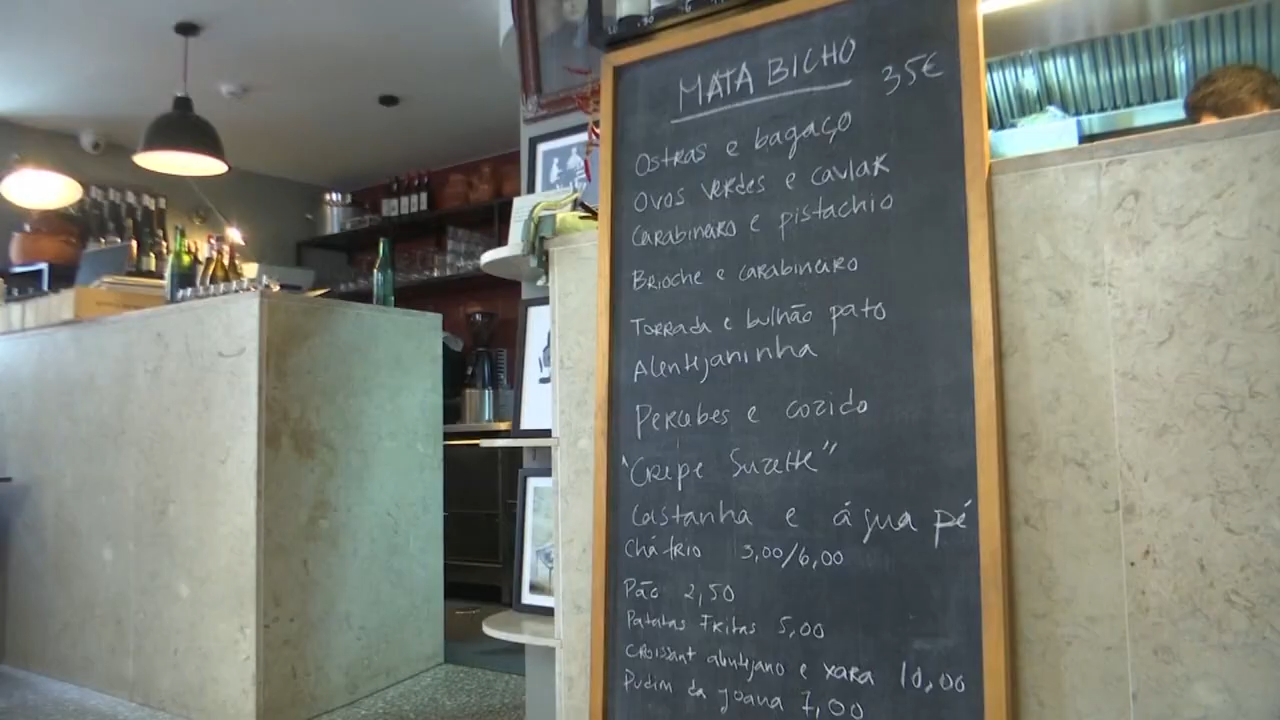 MATA BICHO 35€
Ostras e bagaço
Ovos verdes e caviar
Carabineiro e pistachio
Brioche e carabineiro
Torrada e bulhão pato
Alentejaninha
Percebes e cozido
"Crepe Suzette"
Castanha e água pé
Chá frio 3,00/6,00
Pão 2,50
Patatas Fritas 5,00
Croissant alentejano e xara 10,00
Pudim da Joana 7,00